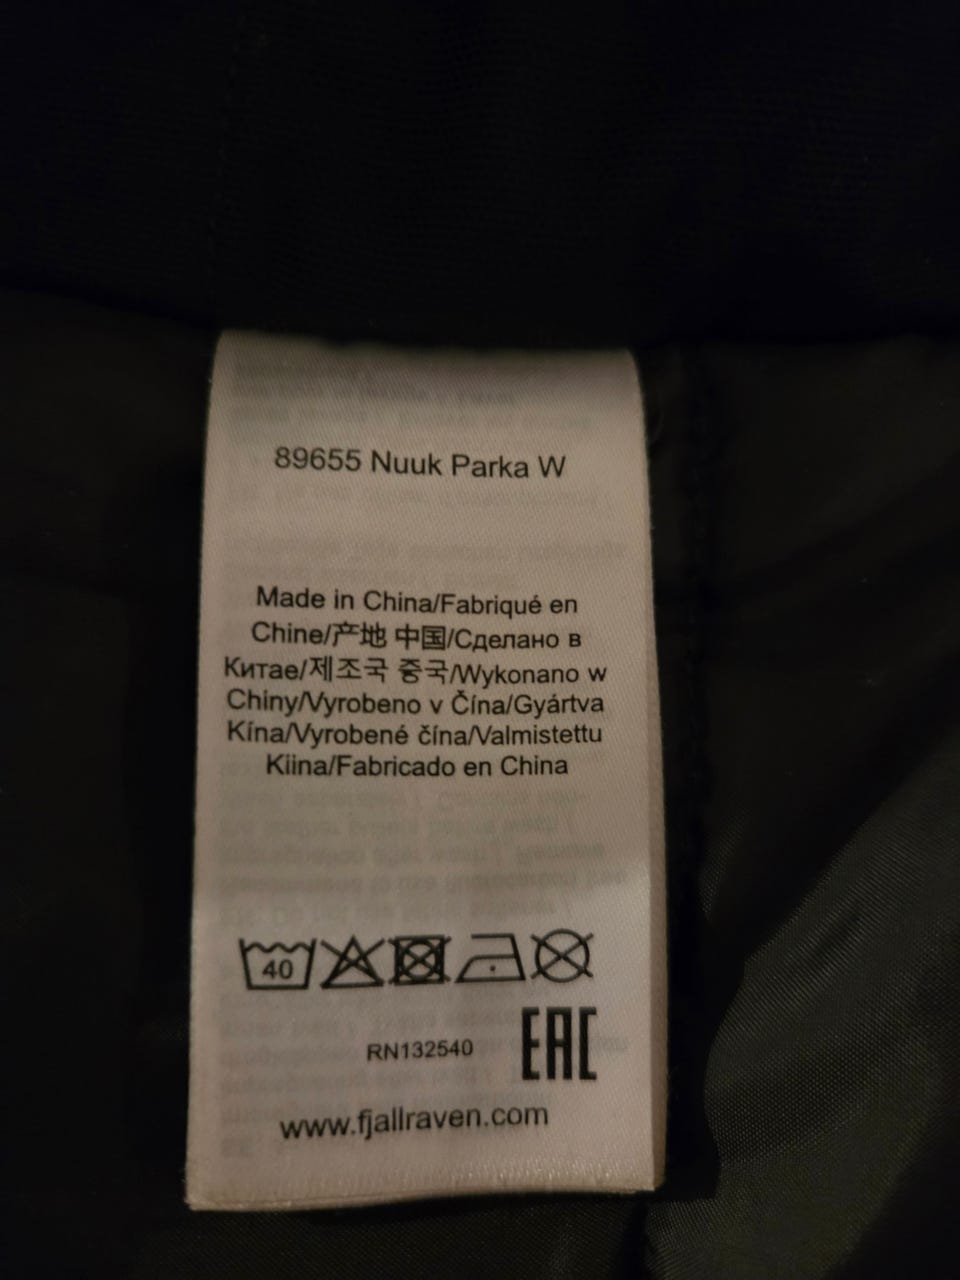 89655 Nuuk Parka W
Made in China/Fabriqué en
Chine/产地 中国/Сделано в
Китае/제조국 중국/Wykonano w
Chiny/Vyrobeno v Čína/Gyártva
Kína/Vyrobené čína/Valmistettu
Kiina/Fabricado en China
40
EAC
RN132540
www.fjallraven.com